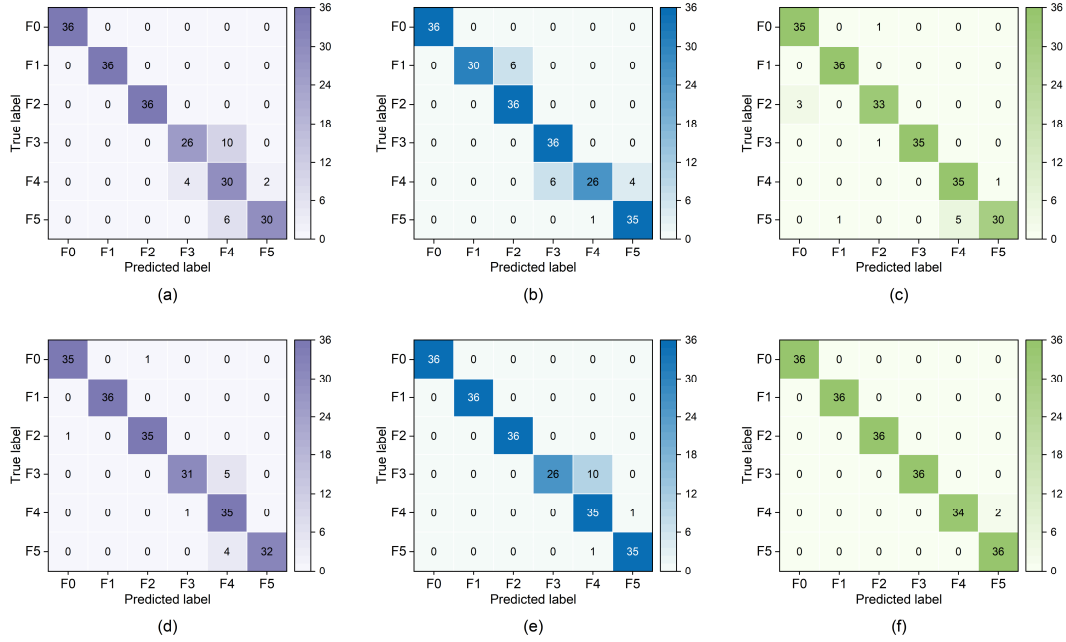 F0 36 0 0 0 0 0 36
F1 0 36 0 0 0 0 30
F2 0 0 36 0 0 0 24
F3 0 0 0 26 10 0 18
F4 0 0 0 4 30 2 12
F5 0 0 0 0 6 30 6
0
F0 F1 F2 F3 F4 F5
True label
Predicted label
(a)
F0 36 0 0 0 0 0 36
F1 0 30 6 0 0 0 30
F2 0 0 36 0 0 0 24
F3 0 0 0 36 0 0 18
F4 0 0 0 6 26 4 12
F5 0 0 0 0 1 35 6
0
F0 F1 F2 F3 F4 F5
True label
Predicted label
(b)
F0 35 0 1 0 0 0 36
F1 0 36 0 0 0 0 30
F2 3 0 33 0 0 0 24
F3 0 0 1 35 0 0 18
F4 0 0 0 0 35 1 12
F5 0 1 0 0 5 30 6
0
F0 F1 F2 F3 F4 F5
True label
Predicted label
(c)
F0 35 0 1 0 0 0 36
F1 0 36 0 0 0 0 30
F2 1 0 35 0 0 0 24
F3 0 0 0 31 5 0 18
F4 0 0 0 1 35 0 12
F5 0 0 0 0 4 32 6
0
F0 F1 F2 F3 F4 F5
True label
Predicted label
(d)
F0 36 0 0 0 0 0 36
F1 0 36 0 0 0 0 30
F2 0 0 36 0 0 0 24
F3 0 0 0 26 10 0 18
F4 0 0 0 0 35 1 12
F5 0 0 0 0 1 35 6
0
F0 F1 F2 F3 F4 F5
True label
Predicted label
(e)
F0 36 0 0 0 0 0 36
F1 0 36 0 0 0 0 30
F2 0 0 36 0 0 0 24
F3 0 0 0 36 0 0 18
F4 0 0 0 0 34 2 12
F5 0 0 0 0 0 36 6
0
F0 F1 F2 F3 F4 F5
True label
Predicted label
(f)